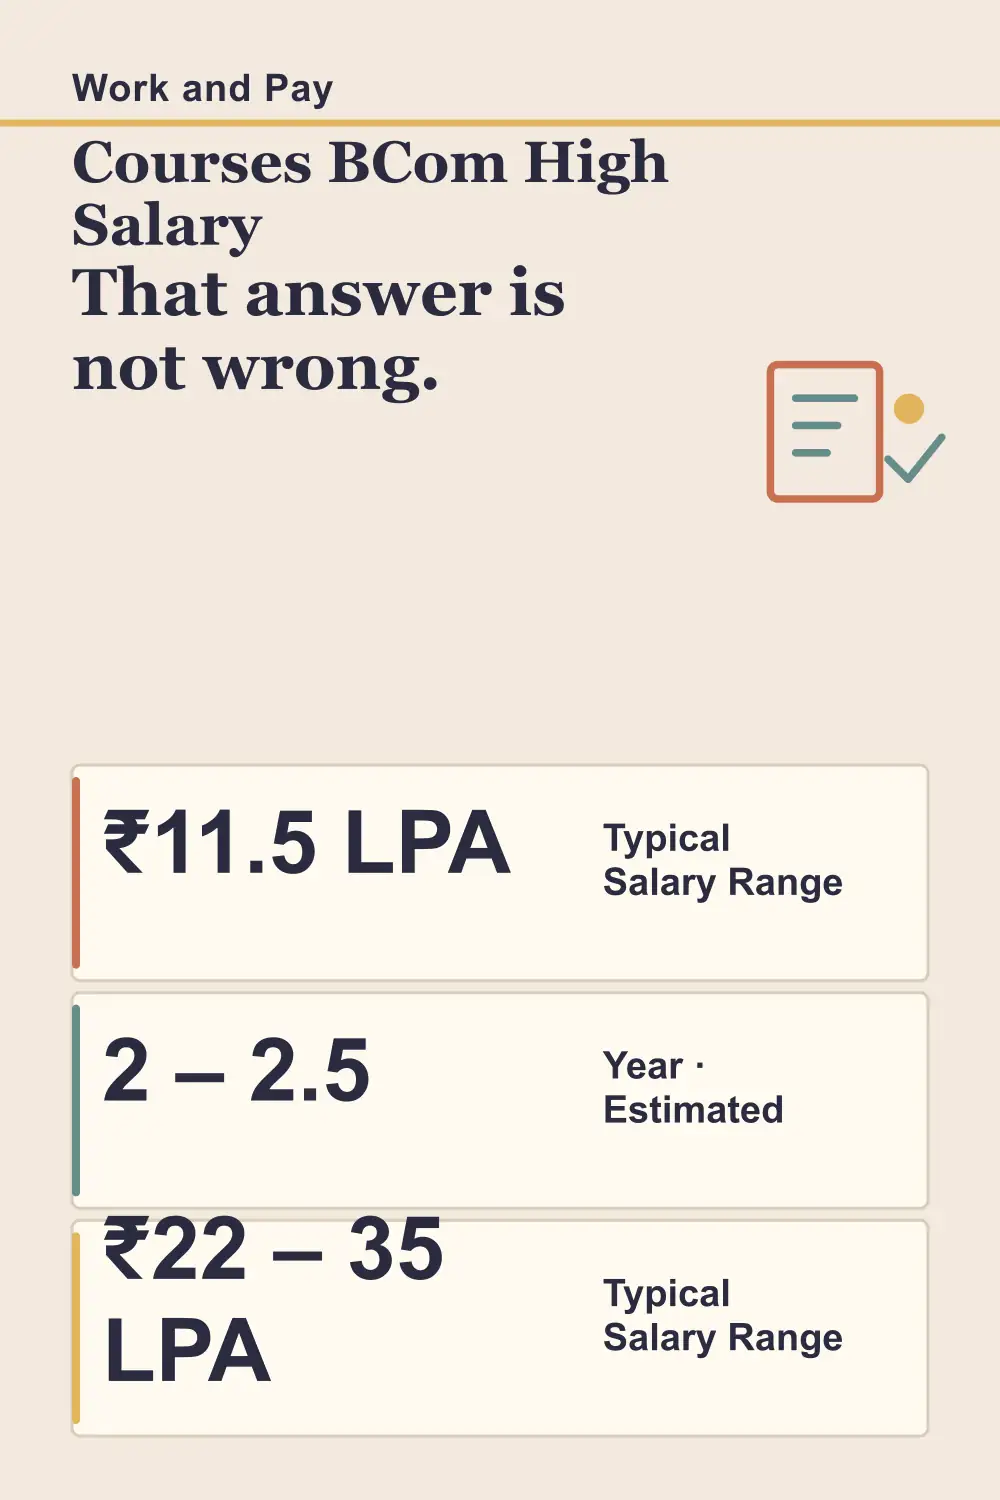 Work and Pay
Courses BCom High
Salary
That answer is
not wrong.
₹11.5 LPA
Typical
Salary Range
2 – 2.5
Year ·
Estimated
₹22 – 35
LPA
Typical
Salary Range